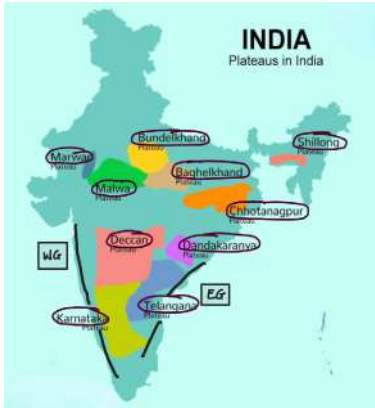 INDIA
Plateaus in India
Bundelkhand
Plateau
Shillong
Plateau
Marwar
Plateau
Baghelkhand
Plateau
Malwa
Plateau
Chhotanagpur
Plateau
Deccan
Plateau
Dandakaranya
Plateau
WG
EG
Telangana
Plateau
Karnataka
Plateau